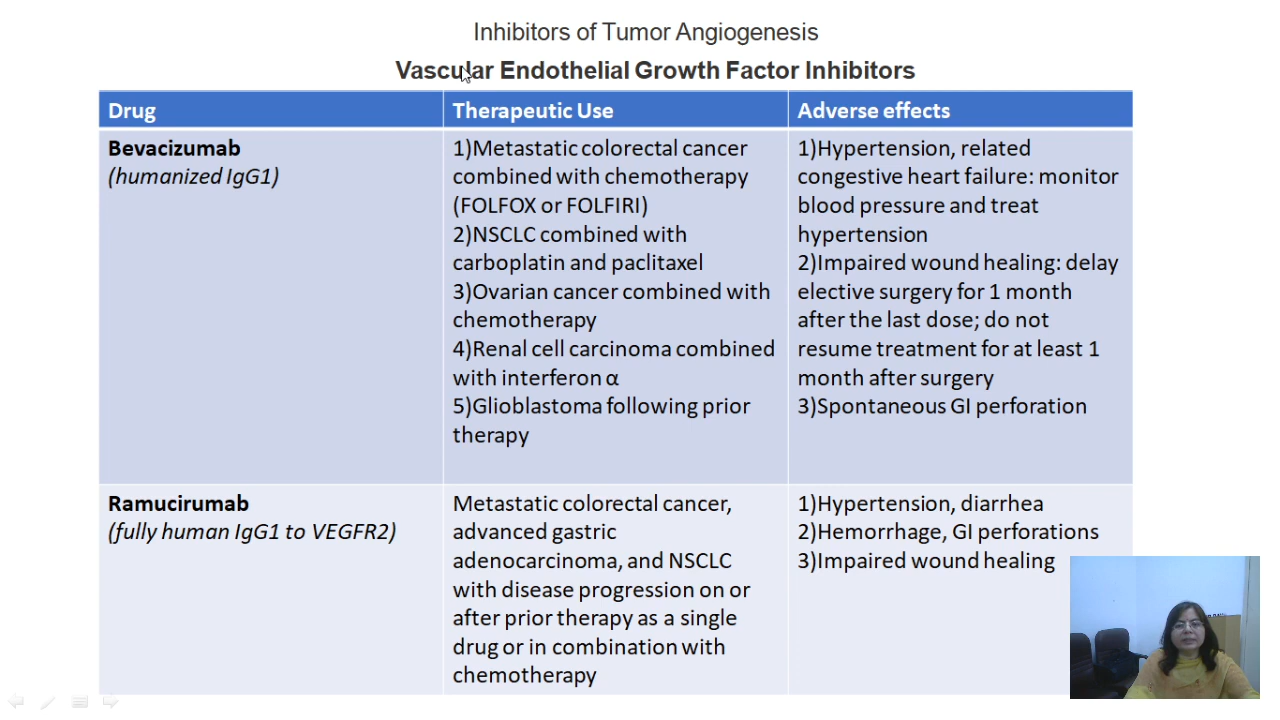 Inhibitors of Tumor Angiogenesis
Vascular Endothelial Growth Factor Inhibitors
Drug
Therapeutic Use
Adverse effects
Bevacizumab
(humanized IgG1)
1)Metastatic colorectal cancer
combined with chemotherapy
(FOLFOX or FOLFIRI)
2)NSCLC combined with
carboplatin and paclitaxel
3)Ovarian cancer combined with
chemotherapy
4)Renal cell carcinoma combined
with interferon α
5)Glioblastoma following prior
therapy
1)Hypertension, related
congestive heart failure: monitor
blood pressure and treat
hypertension
2)Impaired wound healing: delay
elective surgery for 1 month
after the last dose; do not
resume treatment for at least 1
month after surgery
3)Spontaneous GI perforation
Ramucirumab
(fully human IgG1 to VEGFR2)
Metastatic colorectal cancer,
advanced gastric
adenocarcinoma, and NSCLC
with disease progression on or
after prior therapy as a single
drug or in combination with
chemotherapy
1)Hypertension, diarrhea
2)Hemorrhage, GI perforations
3)Impaired wound healing